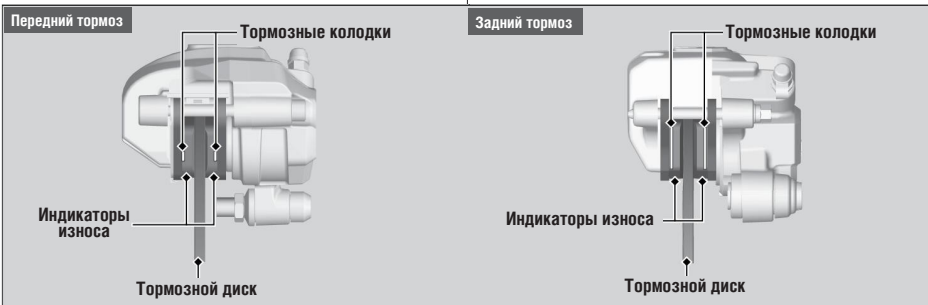 Передний тормоз
Тормозные колодки
Индикаторы
износа
Тормозной диск
Задний тормоз
Тормозные колодки
Индикаторы износа
Тормозной диск